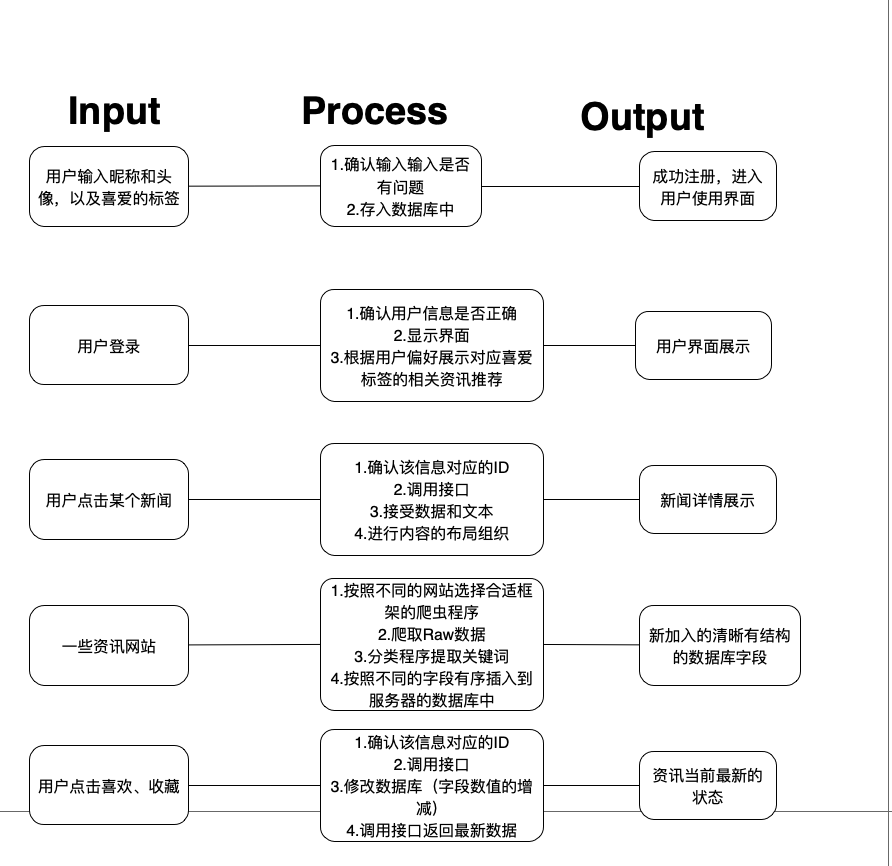 Input
Process
Output
用户输入昵称和头
像，以及喜爱的标签
1.确认输入输入是否
有问题
2.存入数据库中
成功注册，进入
用户使用界面
用户登录
1.确认用户信息是否正确
2.显示界面
3.根据用户偏好展示对应喜爱
标签的相关资讯推荐
用户界面展示
用户点击某个新闻
1.确认该信息对应的ID
2.调用接口
3.接受数据和文本
4.进行内容的布局组织
新闻详情展示
一些资讯网站
1.按照不同的网站选择合适框
架的爬虫程序
2.爬取Raw数据
3.分类程序提取关键词
4.按照不同的字段有序插入到
服务器的数据库中
新加入的清晰有结构
的数据库字段
用户点击喜欢、收藏
1.确认该信息对应的ID
2.调用接口
3.修改数据库（字段数值的增
减）
4.调用接口返回最新数据
资讯当前最新的
状态